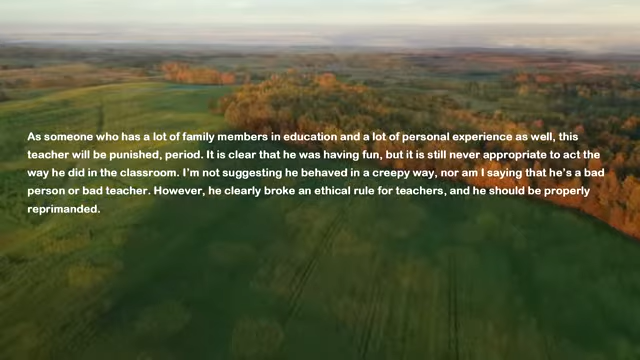 As someone who has a lot of family members in education and a lot of personal experience as well, this
teacher will be punished, period. It is clear that he was having fun, but it is still never appropriate to act the
way he did in the classroom. I'm not suggesting he behaved in a creepy way, nor am I saying that he's a bad
person or bad teacher. However, he clearly broke an ethical rule for teachers, and he should be properly
reprimanded.